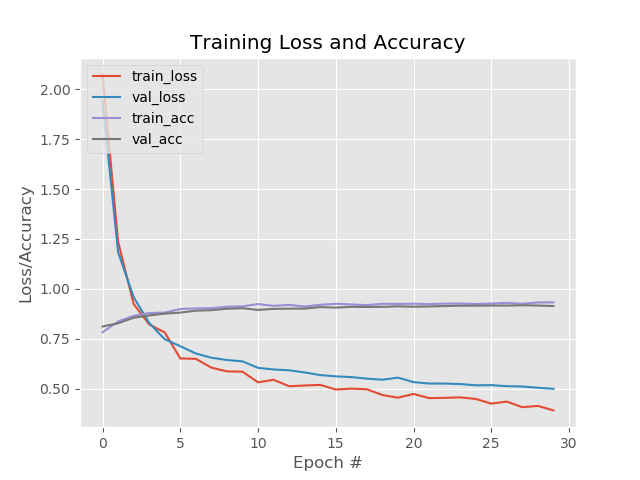 Training Loss and Accuracy
train_loss
val_loss
train_acc
val_acc
2.00
1.75
1.50
1.25
1.00
0.75
0.50
Loss/Accuracy
0 5 10 15 20 25 30
Epoch #